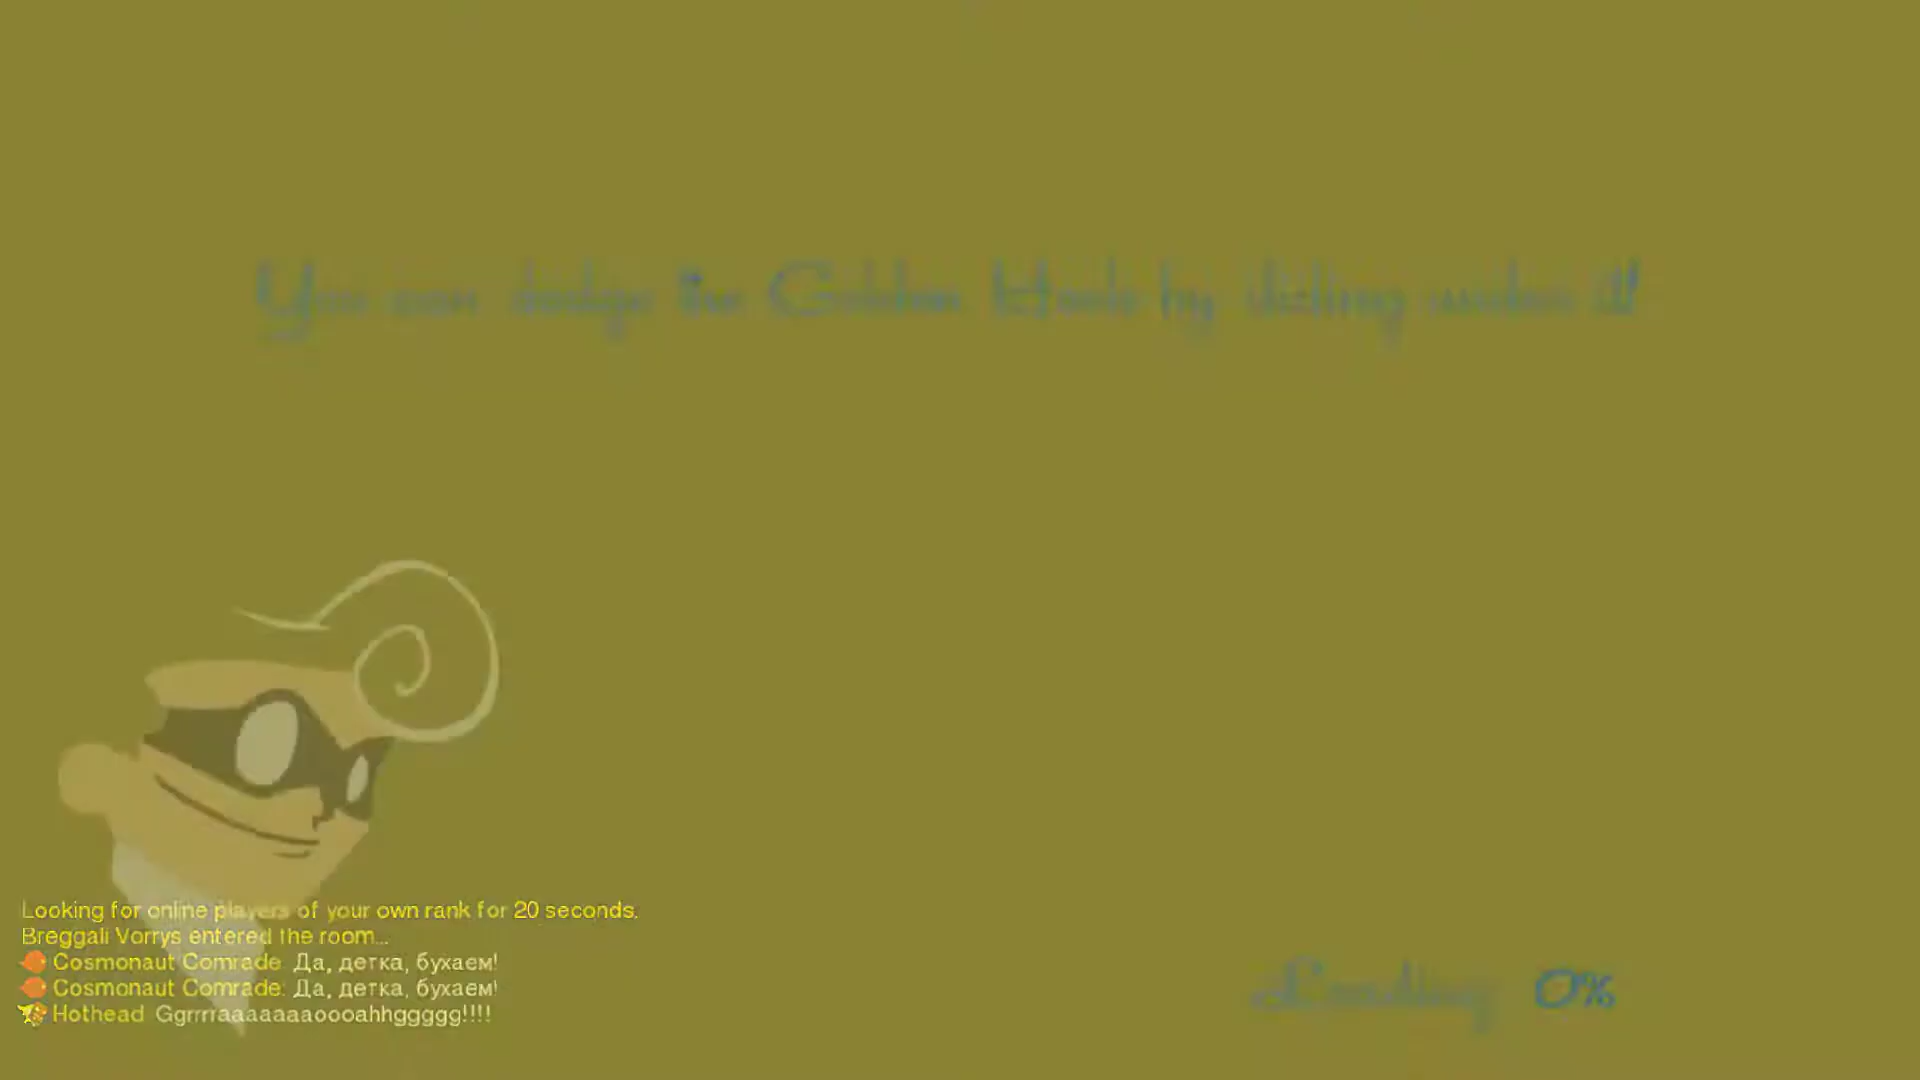 You can dodge the Golden Hook by sliding under it!
Looking for online players of your own rank for 20 seconds.
Breggali Vorrys entered the room...
Cosmonaut Comrade: Да, детка, бухаем!
Cosmonaut Comrade: Да, детка, бухаем!
Hothead: Ggrrrraaaaaaaoooahhggggg!!!!
Loading 0%